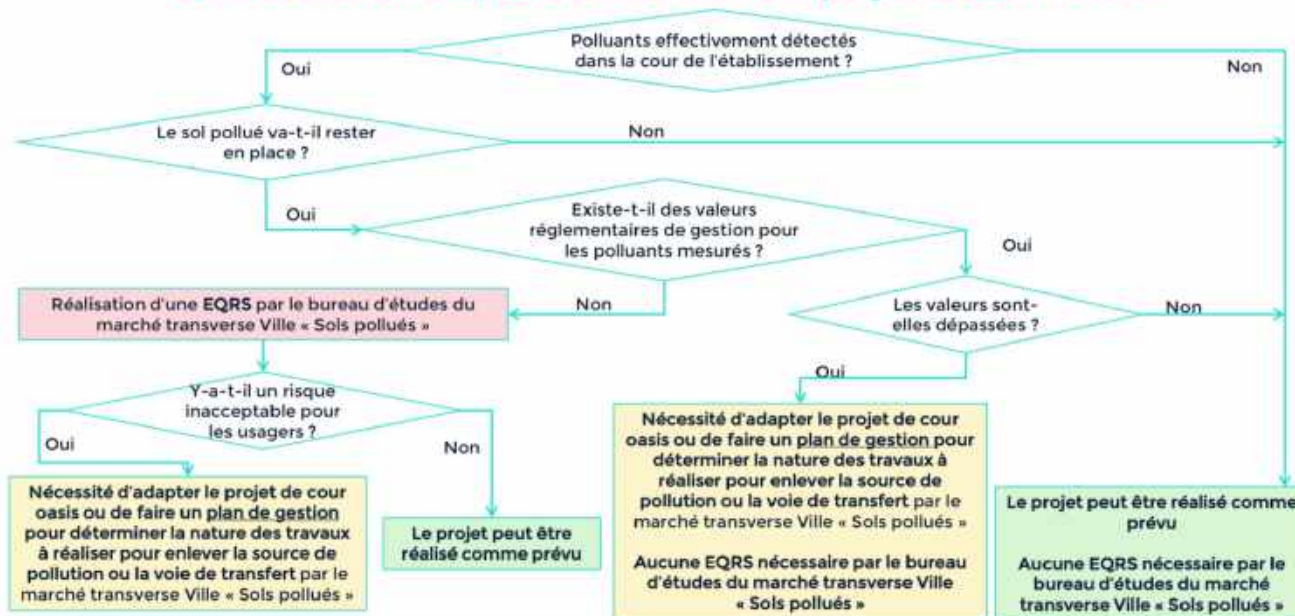 Polluants effectivement détectés
dans la cour de l'établissement ?
Oui
Non
Le sol pollué va-t-il rester
en place ?
Non
Oui
Existe-t-il des valeurs
réglementaires de gestion pour
les polluants mesurés ?
Oui
Réalisation d'une EQRS par le bureau d'études du
marché transverse Ville « Sols pollués »
Non
Les valeurs sont-
elles dépassées ?
Non
Oui
Y-a-t-il un risque
inacceptable pour
les usagers ?
Oui
Non
Nécessité d'adapter le projet de cour
oasis ou de faire un plan de gestion
pour déterminer la nature des travaux
à réaliser pour enlever la source de
pollution ou la voie de transfert par le
marché transverse Ville « Sols pollués »
Le projet peut être
réalisé comme prévu
Nécessité d'adapter le projet de cour
oasis ou de faire un plan de gestion pour
déterminer la nature des travaux à
réaliser pour enlever la source de
pollution ou la voie de transfert par le
marché transverse Ville « Sols pollués »
Aucune EQRS nécessaire par le bureau
d'études du marché transverse Ville
« Sols pollués »
Le projet peut être réalisé comme
prévu
Aucune EQRS nécessaire par le
bureau d'études du marché
transverse Ville « Sols pollués »